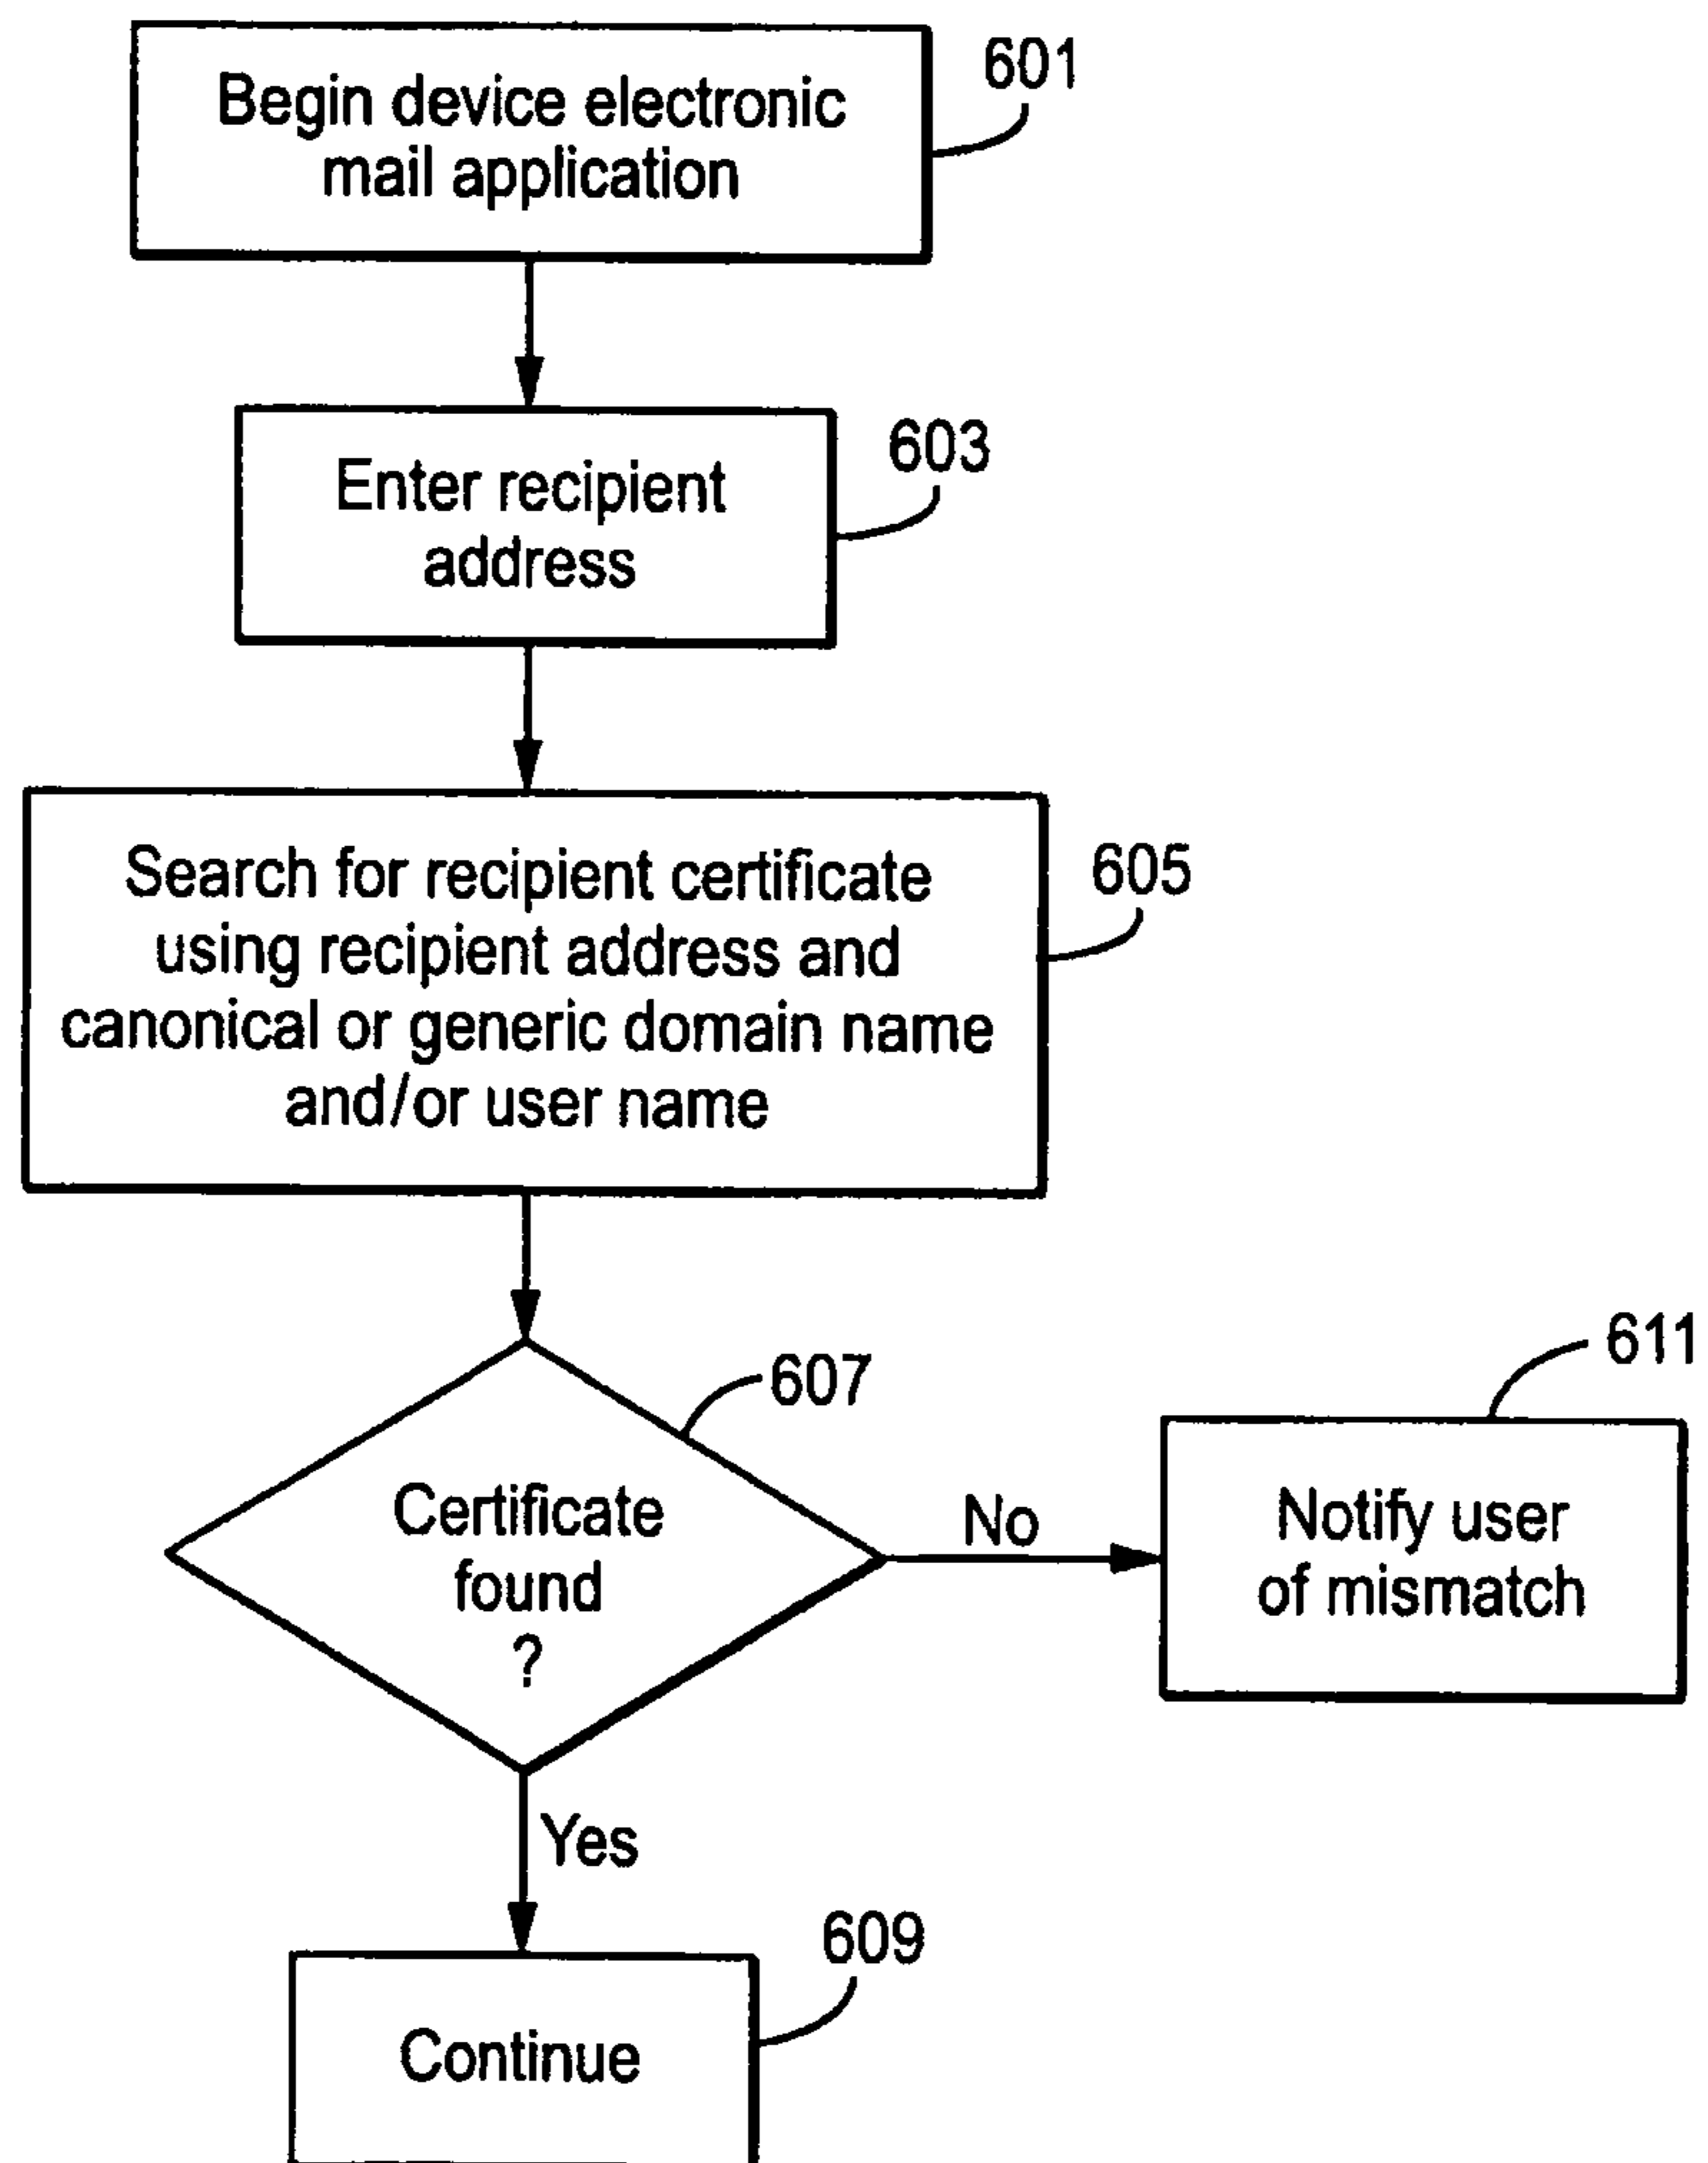 Begin device electronic
mail application
601
Enter recipient
address
603
Search for recipient certificate
using recipient address and
canonical or generic domain name
and/or user name
605
607
Certificate
found
?
No
611
Notify user
of mismatch
Yes
609
Continue